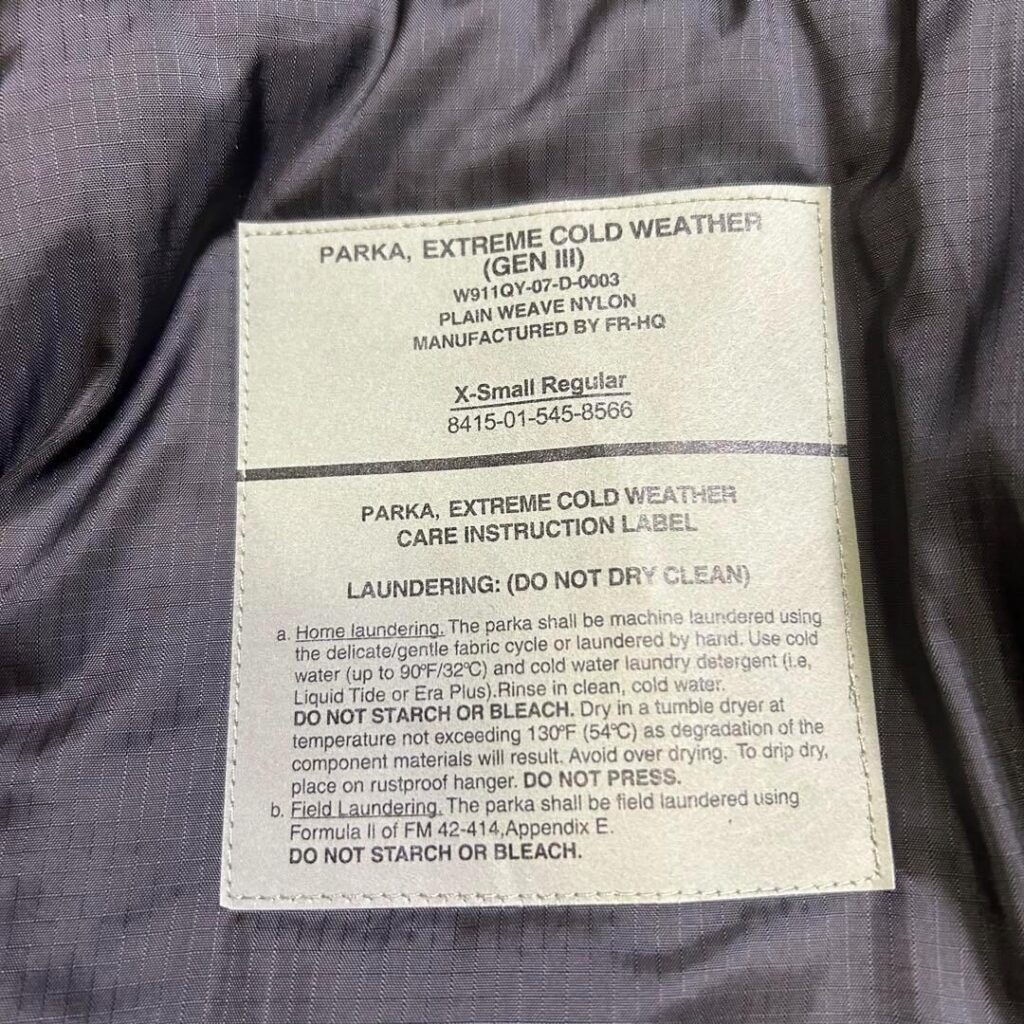 PARKA, EXTREME COLD WEATHER
(GEN III)
W911QY-07-D-0003
PLAIN WEAVE NYLON
MANUFACTURED BY FR-HQ
X-Small Regular
8415-01-545-8566
PARKA, EXTREME COLD WEATHER
CARE INSTRUCTION LABEL
LAUNDERING: (DO NOT DRY CLEAN)
a. Home laundering. The parka shall be machine laundered using
the delicate/gentle fabric cycle or laundered by hand. Use cold
water (up to 90ºF/32ºC) and cold water laundry detergent (i.e,
Liquid Tide or Era Plus).Rinse in clean, cold water.
DO NOT STARCH OR BLEACH. Dry in a tumble dryer at
temperature not exceeding 130ºF (54ºC) as degradation of the
component materials will result. Avoid over drying. To drip dry,
place on rustproof hanger. DO NOT PRESS.
b. Field Laundering. The parka shall be field laundered using
Formula II of FM 42-414,Appendix E.
DO NOT STARCH OR BLEACH.